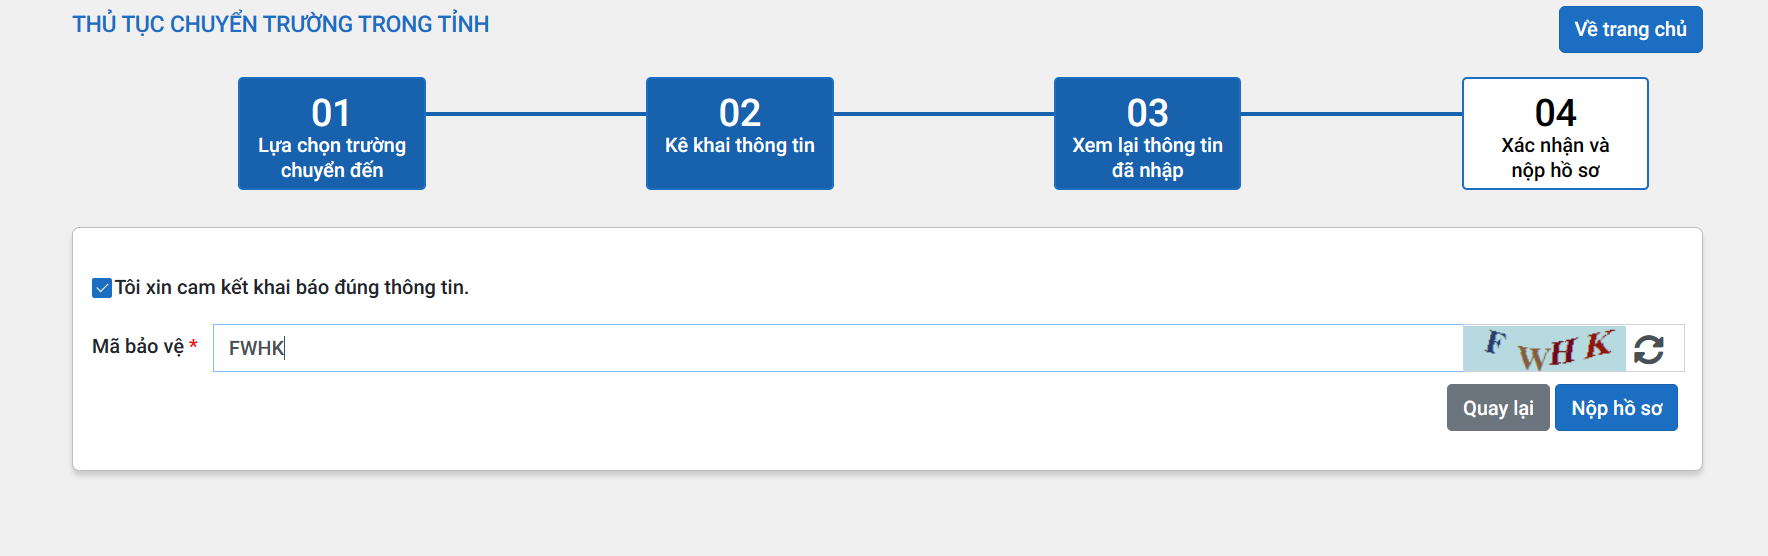 THỦ TỤC CHUYỂN TRƯỜNG TRONG TỈNH
Về trang chủ
01
Lựa chọn trường
chuyển đến
02
Kê khai thông tin
03
Xem lại thông tin
đã nhập
04
Xác nhận và
nộp hồ sơ
Tôi xin cam kết khai báo đúng thông tin.
Mã bảo vệ * FWHK FWHK
Quay lại Nộp hồ sơ